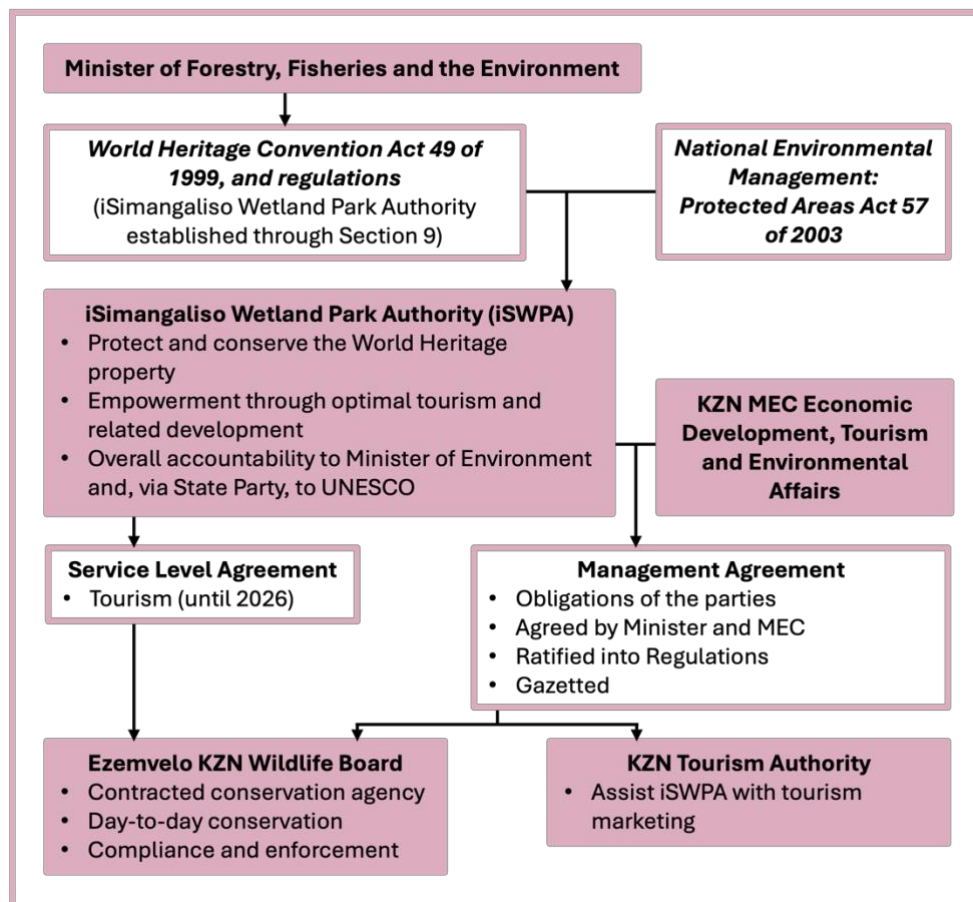 Minister of Forestry, Fisheries and the Environment
World Heritage Convention Act 49 of
1999, and regulations
(iSimangaliso Wetland Park Authority
established through Section 9)
National Environmental
Management:
Protected Areas Act 57
of 2003
iSimangaliso Wetland Park Authority (iSWPA)
• Protect and conserve the World Heritage
property
• Empowerment through optimal tourism and
related development
• Overall accountability to Minister of Environment
and, via State Party, to UNESCO
KZN MEC Economic
Development, Tourism
and Environmental
Affairs
Service Level Agreement
• Tourism (until 2026)
Management Agreement
• Obligations of the parties
• Agreed by Minister and MEC
• Ratified into Regulations
• Gazetted
Ezemvelo KZN Wildlife Board
• Contracted conservation agency
• Day-to-day conservation
• Compliance and enforcement
KZN Tourism Authority
• Assist iSWPA with tourism
marketing